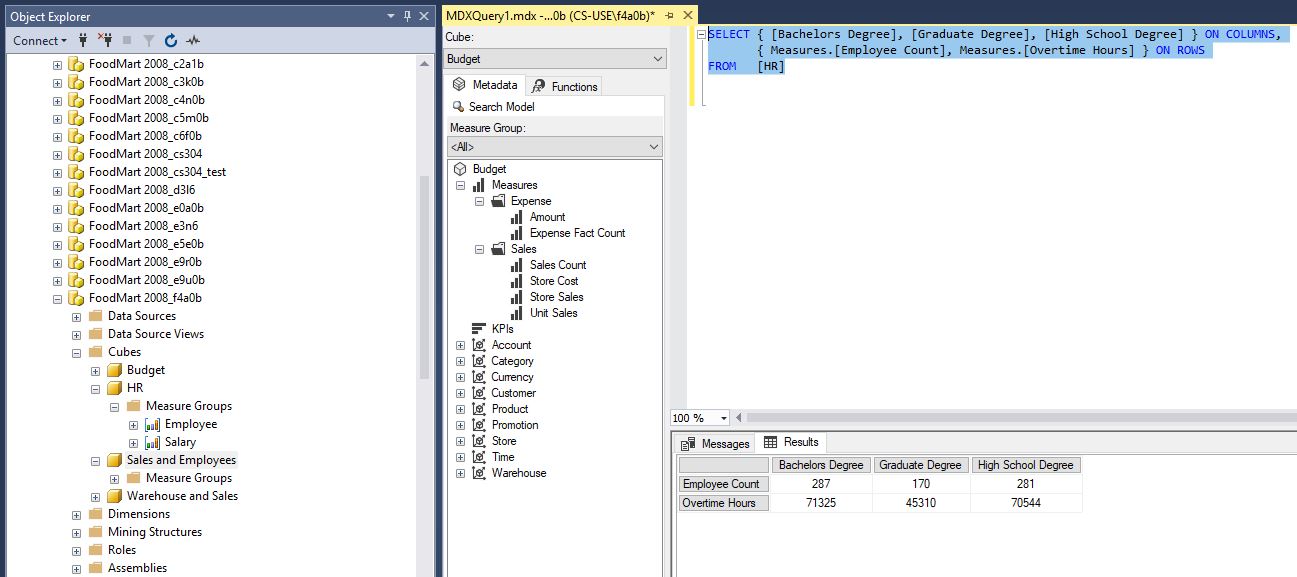 Object Explorer
Connect
FoodMart 2008_c2a1b
FoodMart 2008_c3k0b
FoodMart 2008_c4n0b
FoodMart 2008_c5m0b
FoodMart 2008_c6f0b
FoodMart 2008_cs304
FoodMart 2008_cs304_test
FoodMart 2008_d3l6
FoodMart 2008_e0a0b
FoodMart 2008_e3n6
FoodMart 2008_e5e0b
FoodMart 2008_e9r0b
FoodMart 2008_e9u0b
FoodMart 2008_f4a0b
Data Sources
Data Source Views
Cubes
Budget
HR
Measure Groups
Employee
Salary
Sales and Employees
Measure Groups
Warehouse and Sales
Dimensions
Mining Structures
Roles
Assemblies
MDXQuery1.mdx -...0b (CS-USE\f4a0b)*
Cube:
Budget
Metadata Functions
Search Model
Measure Group:
<All>
Budget
Measures
Expense
Amount
Expense Fact Count
Sales
Sales Count
Store Cost
Store Sales
Unit Sales
KPIs
Account
Category
Currency
Customer
Product
Promotion
Store
Time
Warehouse
SELECT { [Bachelors Degree], [Graduate Degree], [High School Degree] } ON COLUMNS,
{ Measures.[Employee Count], Measures.[Overtime Hours] } ON ROWS
FROM [HR]
100 %
Messages Results
Bachelors Degree Graduate Degree High School Degree
Employee Count 287 170 281
Overtime Hours 71325 45310 70544